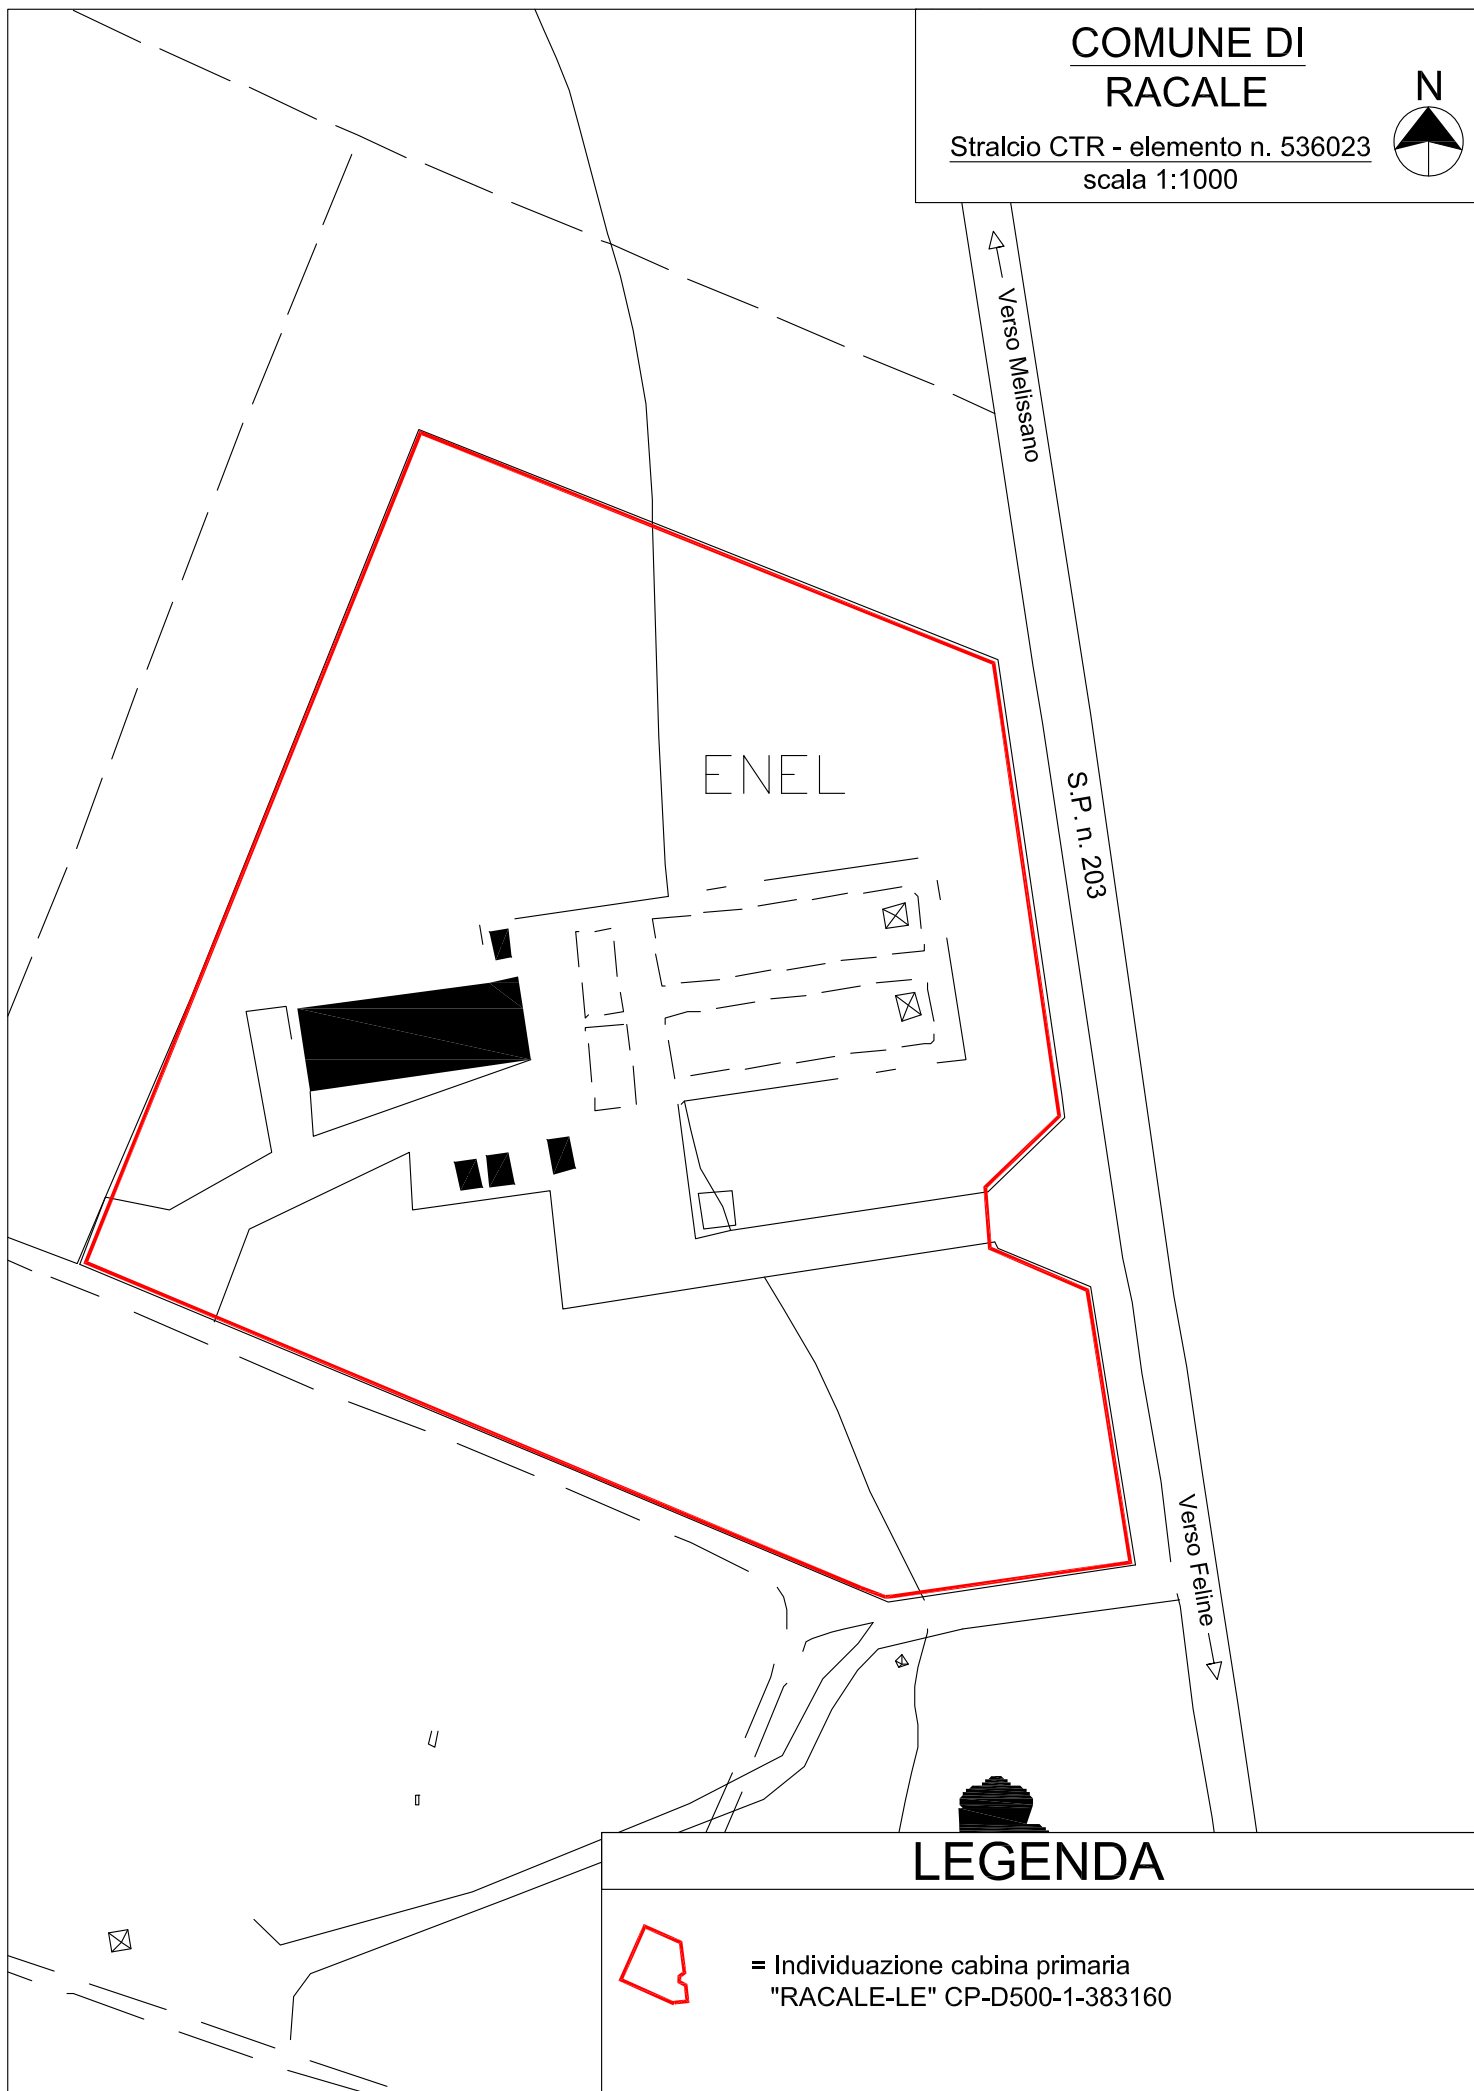 COMUNE DI
RACALE
N
Stralcio CTR - elemento n. 536023
scala 1:1000
Verso Melissano
ENEL
S.P. n. 203
Verso Feline
LEGENDA
= Individuazione cabina primaria
"RACALE-LE" CP-D500-1-383160